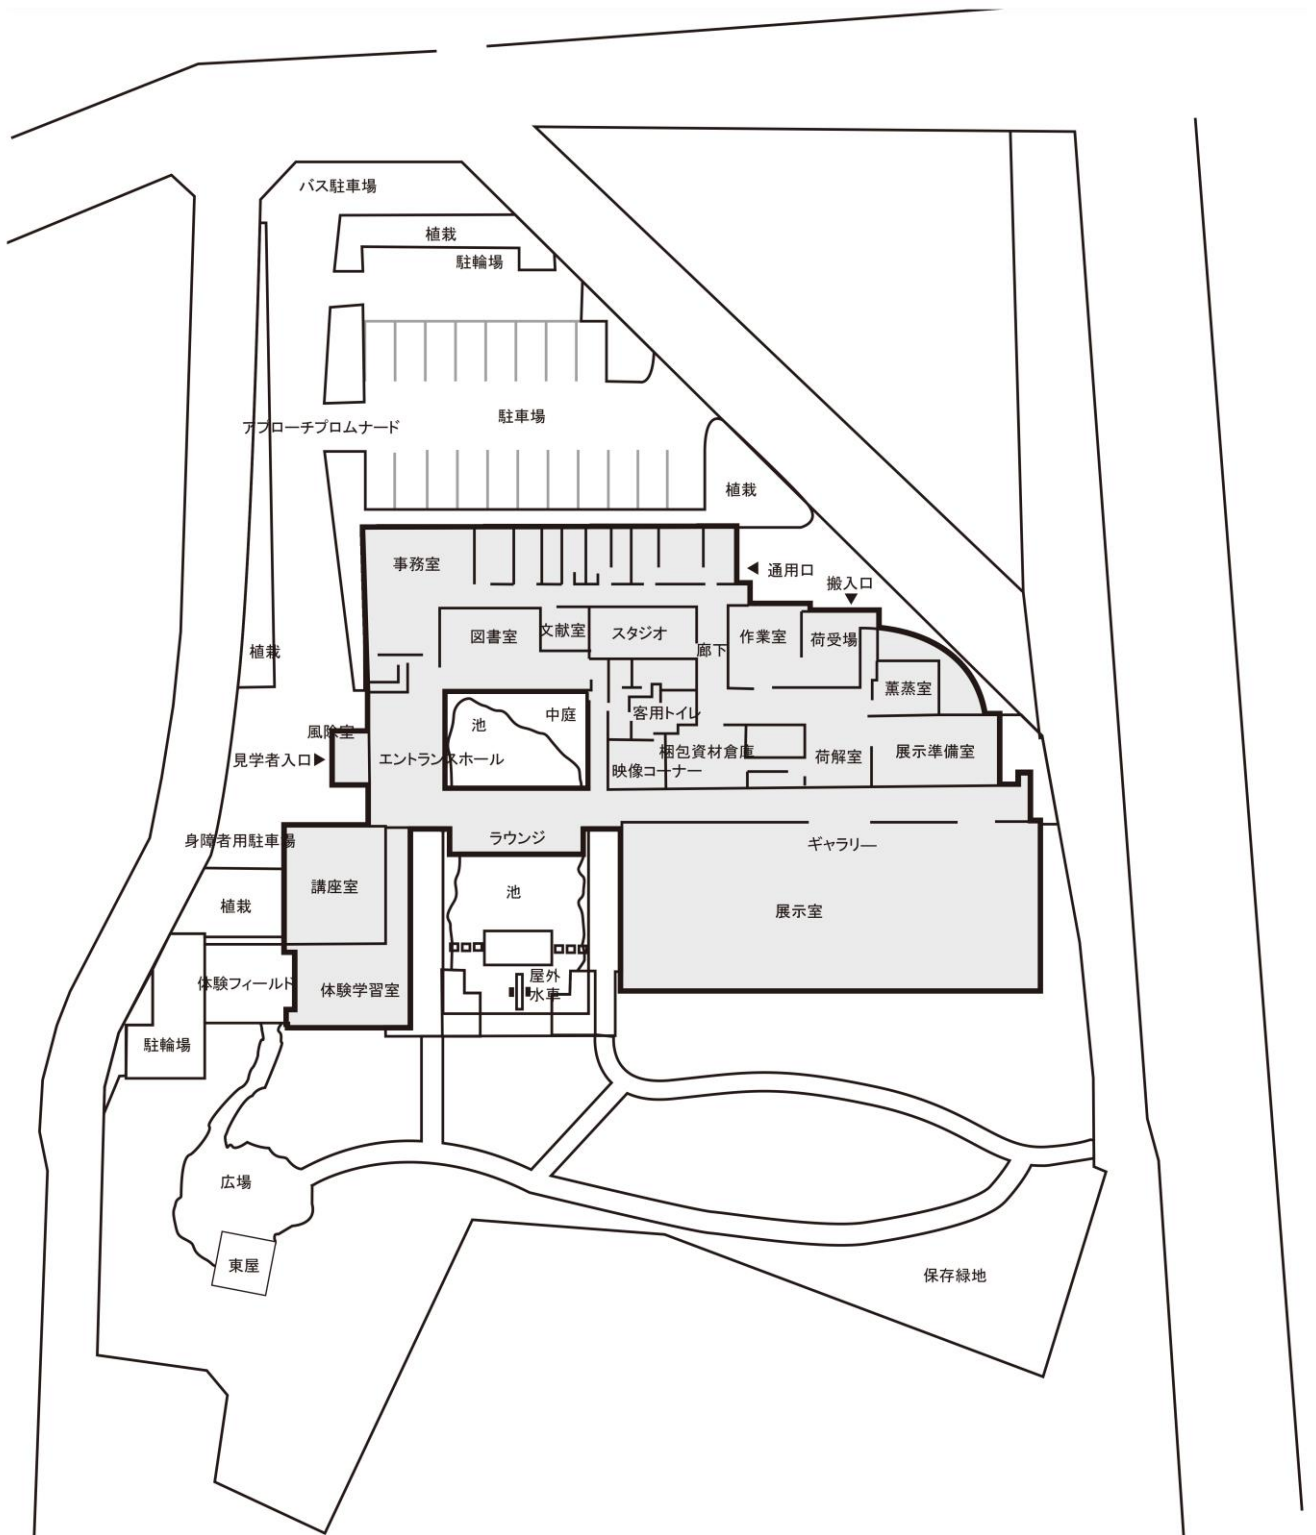 バス駐車場
植栽
駐輪場
駐車場
アプローチプロムナード
植栽
事務室
通用口
搬入口
図書室
文献室
スタジオ
廊下
作業室
荷受場
植栽
薫蒸室
池
中庭
客用トイレ
風除室
見学者入口
エントランスホール
梱包資材倉庫
映像コーナー
荷解室
展示準備室
身障者用駐車場
ラウンジ
ギャラリー
講座室
植栽
池
展示室
体験フィールド
体験学習室
屋外
水車
駐輪場
広場
東屋
保存緑地